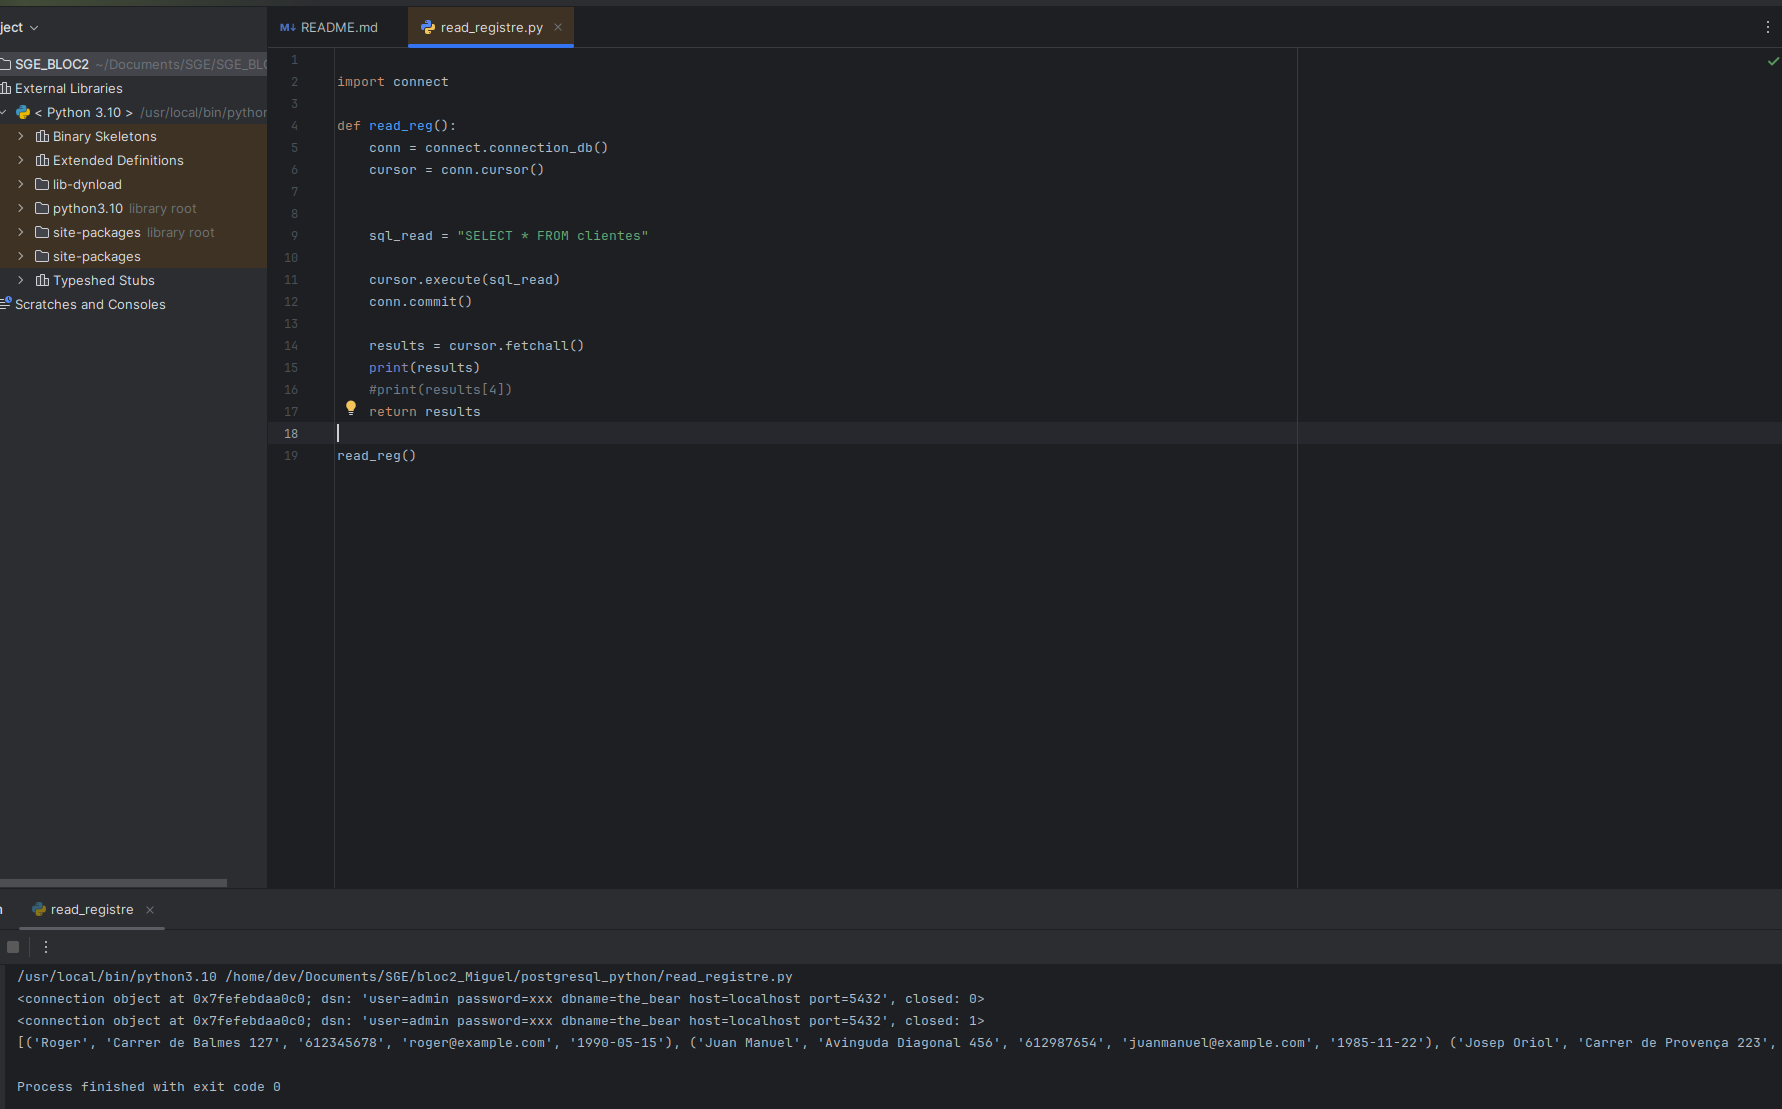 ject
SGE_BLOC2 ~/Documents/SGE/SGE_BLO
External Libraries
< Python 3.10 > /usr/local/bin/python
Binary Skeletons
Extended Definitions
lib-dynload
python3.10 library root
site-packages library root
site-packages
Typeshed Stubs
Scratches and Consoles
M↓ README.md
read_registre.py ×
1
2 import connect
3
4 def read_reg():
5 conn = connect.connection_db()
6 cursor = conn.cursor()
7
8
9 sql_read = "SELECT * FROM clientes"
10
11 cursor.execute(sql_read)
12 conn.commit()
13
14 results = cursor.fetchall()
15 print(results)
16 #print(results[4])
17 return results
18
19 read_reg()
n
read_registre ×
/usr/local/bin/python3.10 /home/dev/Documents/SGE/bloc2_Miguel/postgresql_python/read_registre.py
<connection object at 0x7fefebdaa0c0; dsn: 'user=admin password=xxx dbname=the_bear host=localhost port=5432', closed: 0>
<connection object at 0x7fefebdaa0c0; dsn: 'user=admin password=xxx dbname=the_bear host=localhost port=5432', closed: 1>
[('Roger', 'Carrer de Balmes 127', '612345678', 'roger@example.com', '1990-05-15'), ('Juan Manuel', 'Avinguda Diagonal 456', '612987654', 'juanmanuel@example.com', '1985-11-22'), ('Josep Oriol', 'Carrer de Provença 223',
Process finished with exit code 0